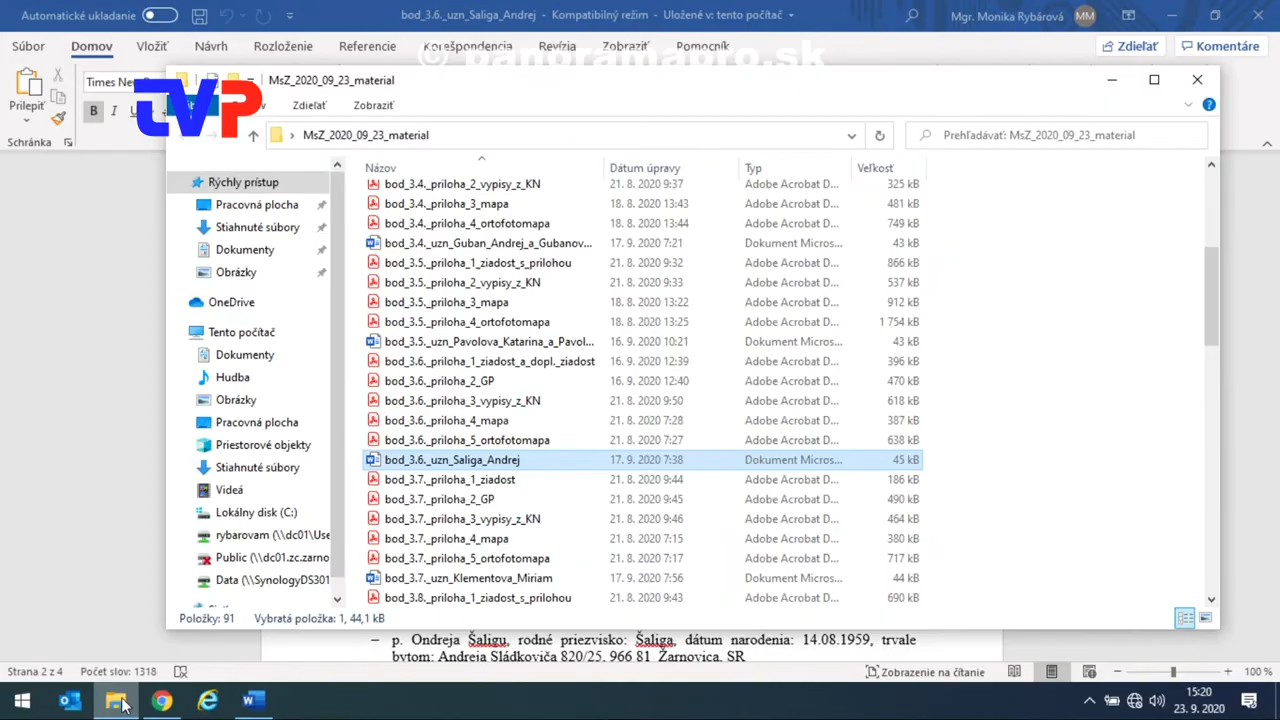 Automatické ukladanie
bod_3.6._uzn_Saliga_Andrej - Kompatibilný režim - Uložené v: tento počítač
Mgr. Monika Rybárová MM
Súbor Domov Vložiť Návrh Rozloženie Referencie Korešpondencia Revízia Zobraziť Pomocník Zdieľať Komentáre
© panoramapro.sk
Prilepiť
Schránka
Times New
B I U
TVP
MsZ_2020_09_23_material
Zdieľať Zobraziť
MsZ_2020_09_23_material
Prehľadávať: MsZ_2020_09_23_material
Rýchly prístup
Pracovná plocha
Stiahnuté súbory
Dokumenty
Obrázky
OneDrive
Tento počítač
Dokumenty
Hudba
Obrázky
Pracovná plocha
Priestorové objekty
Stiahnuté súbory
Videá
Lokálny disk (C:)
rybarovam (\\dc01\Use
Public (\\dc01.zc.zarno
Data (\\SynologyDS301
Názov Dátum úpravy Typ Veľkosť
bod_3.4._priloha_2_vypisy_z_KN 21. 8. 2020 9:37 Adobe Acrobat D... 325 kB
bod_3.4._priloha_3_mapa 18. 8. 2020 13:43 Adobe Acrobat D... 481 kB
bod_3.4._priloha_4_ortofotomapa 18. 8. 2020 13:44 Adobe Acrobat D... 749 kB
bod_3.4._uzn_Guban_Andrej_a_Gubanov... 17. 9. 2020 7:21 Dokument Micros... 43 kB
bod_3.5._priloha_1_ziadost_s_prilohou 21. 8. 2020 9:32 Adobe Acrobat D... 866 kB
bod_3.5._priloha_2_vypisy_z_KN 21. 8. 2020 9:33 Adobe Acrobat D... 537 kB
bod_3.5._priloha_3_mapa 18. 8. 2020 13:22 Adobe Acrobat D... 912 kB
bod_3.5._priloha_4_ortofotomapa 18. 8. 2020 13:25 Adobe Acrobat D... 1 754 kB
bod_3.5._uzn_Pavolova_Katarina_a_Pavol... 16. 9. 2020 10:21 Dokument Micros... 43 kB
bod_3.6._priloha_1_ziadost_a_dopl._ziadost 16. 9. 2020 12:39 Adobe Acrobat D... 396 kB
bod_3.6._priloha_2_GP 16. 9. 2020 12:40 Adobe Acrobat D... 470 kB
bod_3.6._priloha_3_vypisy_z_KN 21. 8. 2020 9:50 Adobe Acrobat D... 618 kB
bod_3.6._priloha_4_mapa 21. 8. 2020 7:28 Adobe Acrobat D... 387 kB
bod_3.6._priloha_5_ortofotomapa 21. 8. 2020 7:27 Adobe Acrobat D... 638 kB
bod_3.6._uzn_Saliga_Andrej 17. 9. 2020 7:38 Dokument Micros... 45 kB
bod_3.7._priloha_1_ziadost 21. 8. 2020 9:44 Adobe Acrobat D... 186 kB
bod_3.7._priloha_2_GP 21. 8. 2020 9:45 Adobe Acrobat D... 490 kB
bod_3.7._priloha_3_vypisy_z_KN 21. 8. 2020 9:46 Adobe Acrobat D... 464 kB
bod_3.7._priloha_4_mapa 21. 8. 2020 7:15 Adobe Acrobat D... 380 kB
bod_3.7._priloha_5_ortofotomapa 21. 8. 2020 7:17 Adobe Acrobat D... 717 kB
bod_3.7._uzn_Klementova_Miriam 17. 9. 2020 7:56 Dokument Micros... 44 kB
bod_3.8._priloha_1_ziadost_s_prilohou 21. 8. 2020 9:43 Adobe Acrobat D... 690 kB
Položky: 91 Vybratá položka: 1, 44,1 kB
– p. Ondreja Šaligu, rodné priezvisko: Šaliga, dátum narodenia: 14.08.1959, trvale
bytom: Andreja Sládkoviča 820/25, 966 81 Žarnovica, SR
Strana 2 z 4 Počet slov: 1318 Zobrazenie na čítanie 100 %
15:20
23. 9. 2020